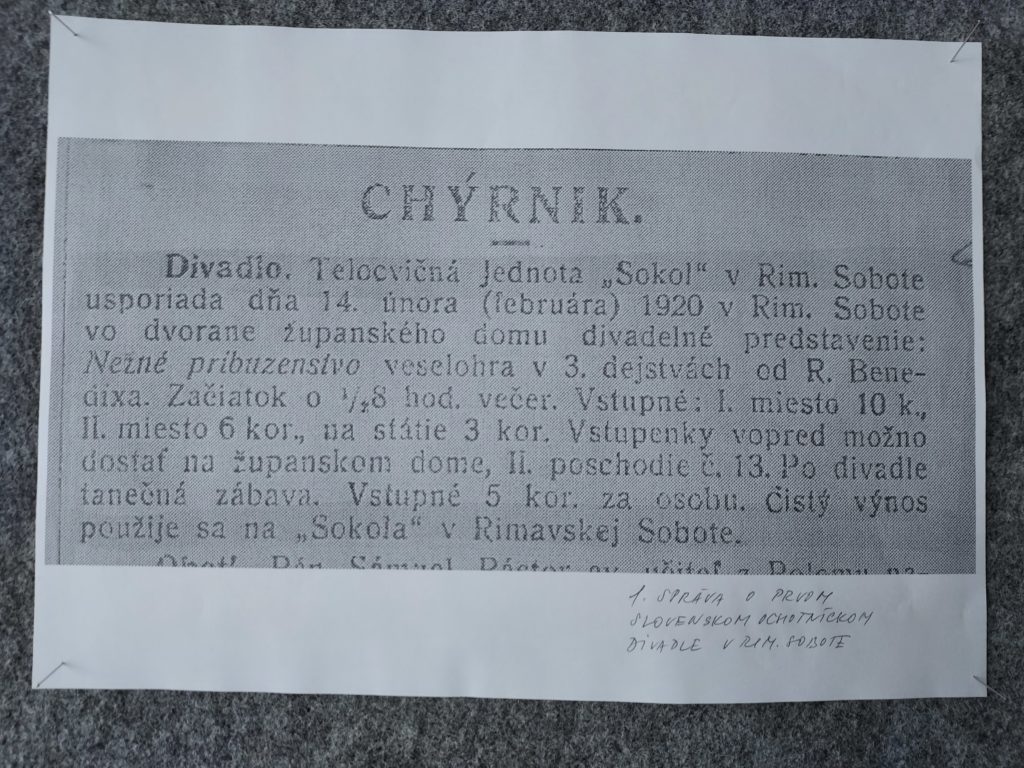 CHÝRNIK.
Divadlo. Telocvičná Jednota „Sokol“ v Rim. Sobote
usporiada dňa 14. února (februára) 1920 v Rim. Sobote
vo dvorane županského domu divadelné predstavenie:
Nežné príbuzenstvo veselohra v 3. dejstvách od R. Bene-
dixa. Začiatok o ½8 hod. večer. Vstupné: I. miesto 10 k.,
II. miesto 6 kor., na státie 3 kor. Vstupenky vopred možno
dostať na županskom dome, II. poschodie č. 13. Po divadle
tanečná zábava. Vstupné 5 kor. za osobu. Čistý výnos
použije sa na „Sokola“ v Rimavskej Sobote.
1. SPRÁVA O PRVOM
SLOVENSKOM OCHOTNÍCKOM
DIVADLE V RIM. SOBOTE